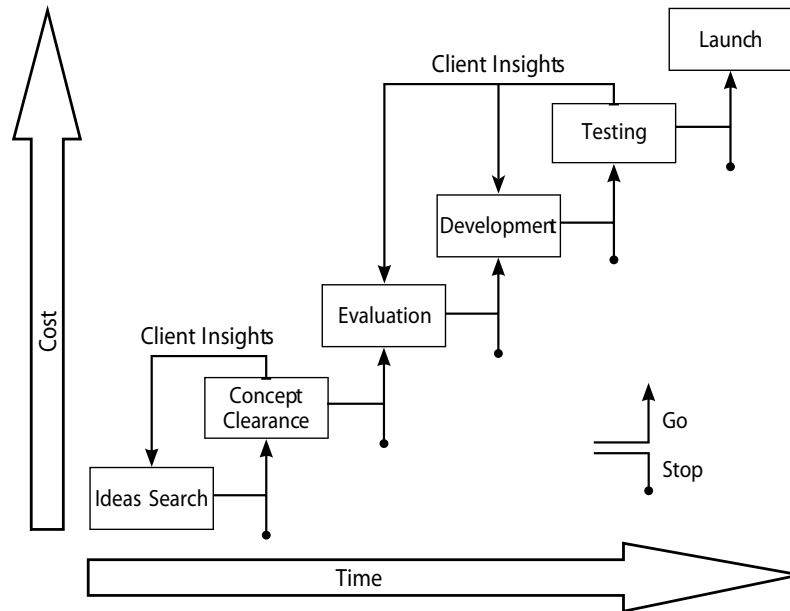 Launch
Client Insights
Testing
Development
Evaluation
Client Insights
Concept
Clearance
Ideas Search
Go
Stop
Cost
Time